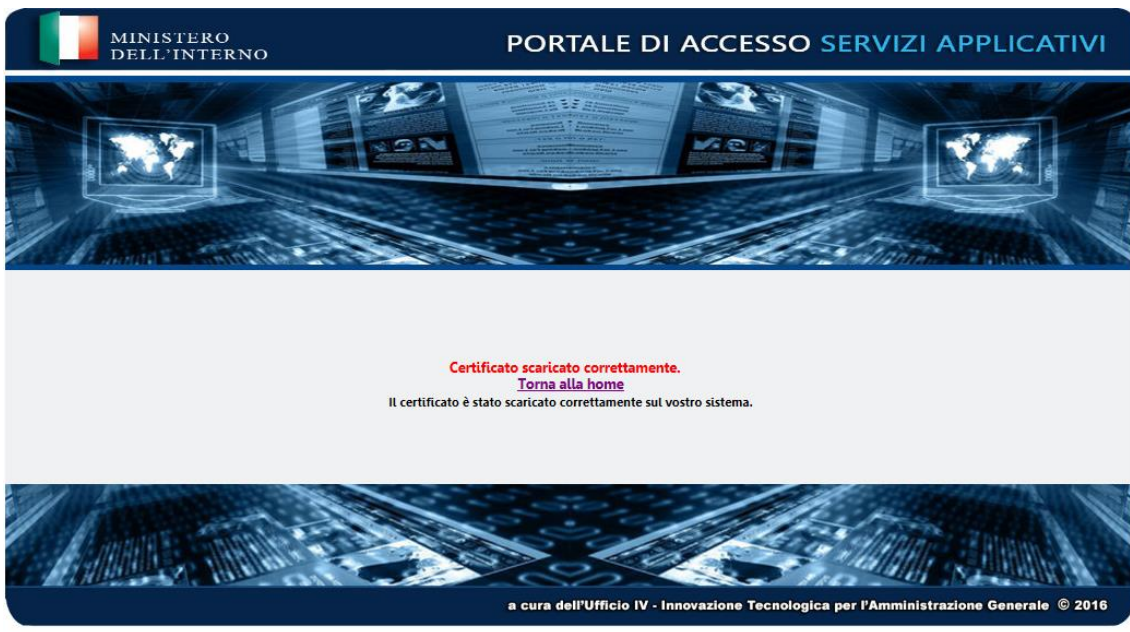 MINISTERO
DELL'INTERNO
PORTALE DI ACCESSO SERVIZI APPLICATIVI
Certificato scaricato correttamente.
Torna alla home
Il certificato è stato scaricato correttamente sul vostro sistema.
a cura dell'Ufficio IV - Innovazione Tecnologica per l'Amministrazione Generale © 2016